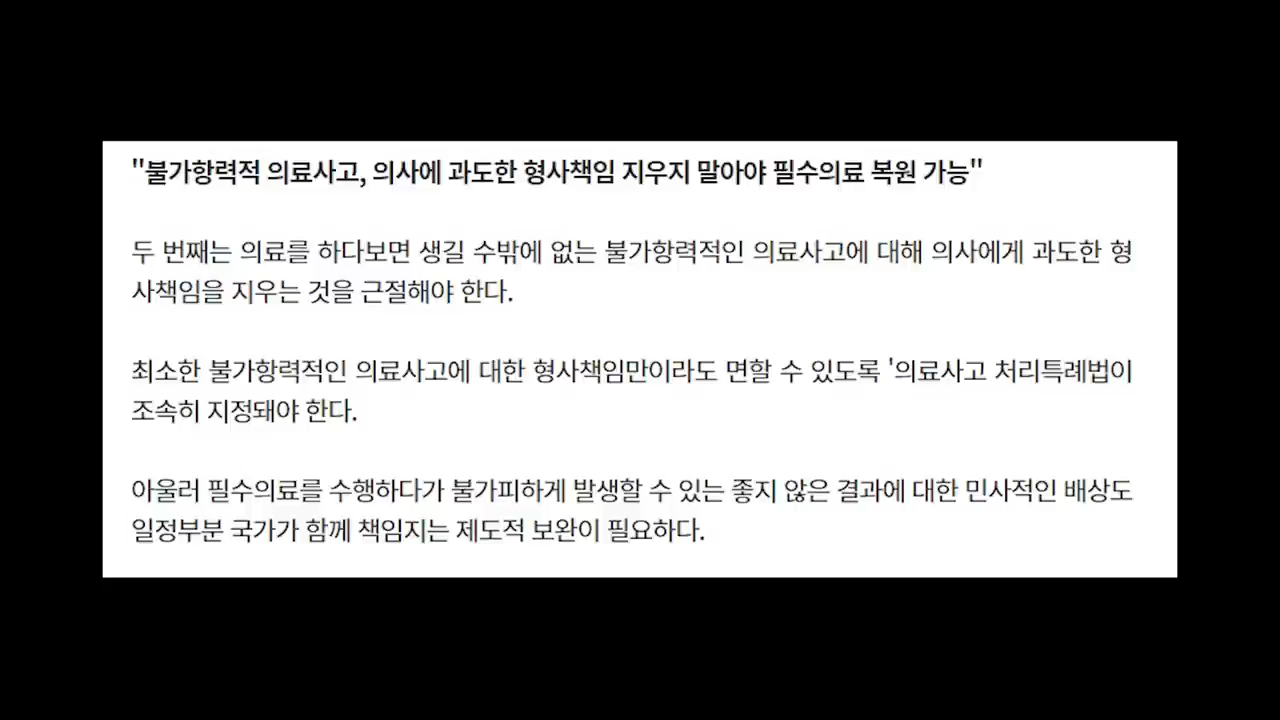 "불가항력적 의료사고, 의사에 과도한 형사책임 지우지 말아야 필수의료 복원 가능"
두 번째는 의료를 하다보면 생길 수밖에 없는 불가항력적인 의료사고에 대해 의사에게 과도한 형
사책임을 지우는 것을 근절해야 한다.
최소한 불가항력적인 의료사고에 대한 형사책임만이라도 면할 수 있도록 '의료사고 처리특례법이
조속히 지정돼야 한다.
아울러 필수의료를 수행하다가 불가피하게 발생할 수 있는 좋지 않은 결과에 대한 민사적인 배상도
일정부분 국가가 함께 책임지는 제도적 보완이 필요하다.